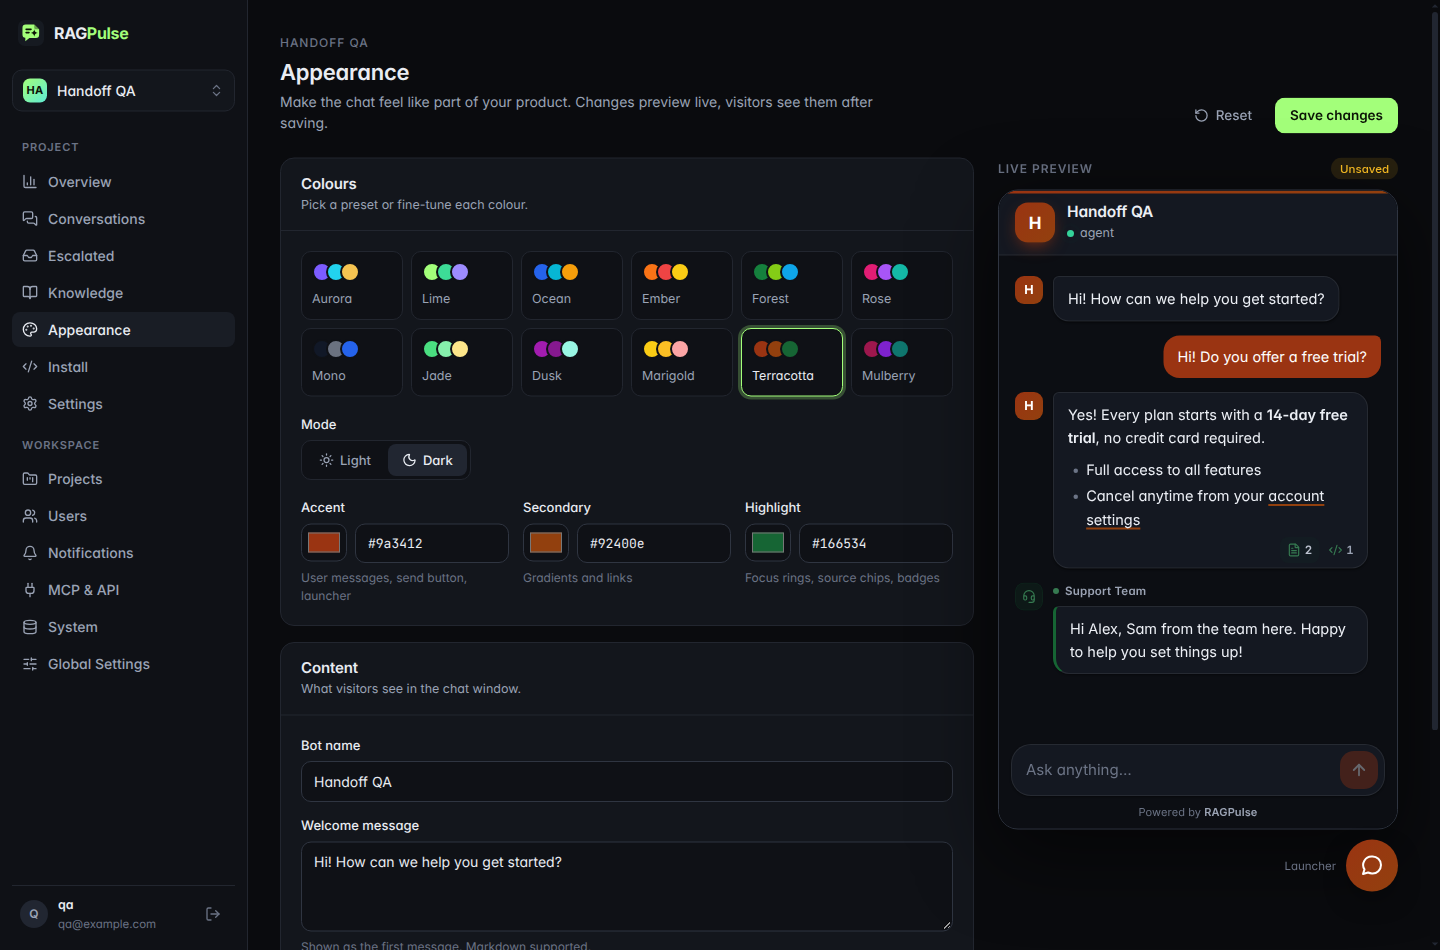 RAGPulse
HA Handoff QA
PROJECT
Overview
Conversations
Escalated
Knowledge
Appearance
Install
Settings
WORKSPACE
Projects
Users
Notifications
MCP & API
System
Global Settings
Q
qa
qa@example.com
HANDOFF QA
Appearance
Make the chat feel like part of your product. Changes preview live, visitors see them after
saving.
Reset
Save changes
Colours
Pick a preset or fine-tune each colour.
Aurora
Lime
Ocean
Ember
Forest
Rose
Mono
Jade
Dusk
Marigold
Terracotta
Mulberry
Mode
Light
Dark
Accent
#9a3412
User messages, send button,
launcher
Secondary
#92400e
Gradients and links
Highlight
#166534
Focus rings, source chips, badges
Content
What visitors see in the chat window.
Bot name
Handoff QA
Welcome message
Hi! How can we help you get started?
Shown as the first message. Markdown supported.
LIVE PREVIEW
Unsaved
H
Handoff QA
agent
H
Hi! How can we help you get started?
Hi! Do you offer a free trial?
H
Yes! Every plan starts with a 14-day free
trial, no credit card required.
• Full access to all features
• Cancel anytime from your account
settings
2
</> 1
Support Team
Hi Alex, Sam from the team here. Happy
to help you set things up!
Ask anything...
Powered by RAGPulse
Launcher